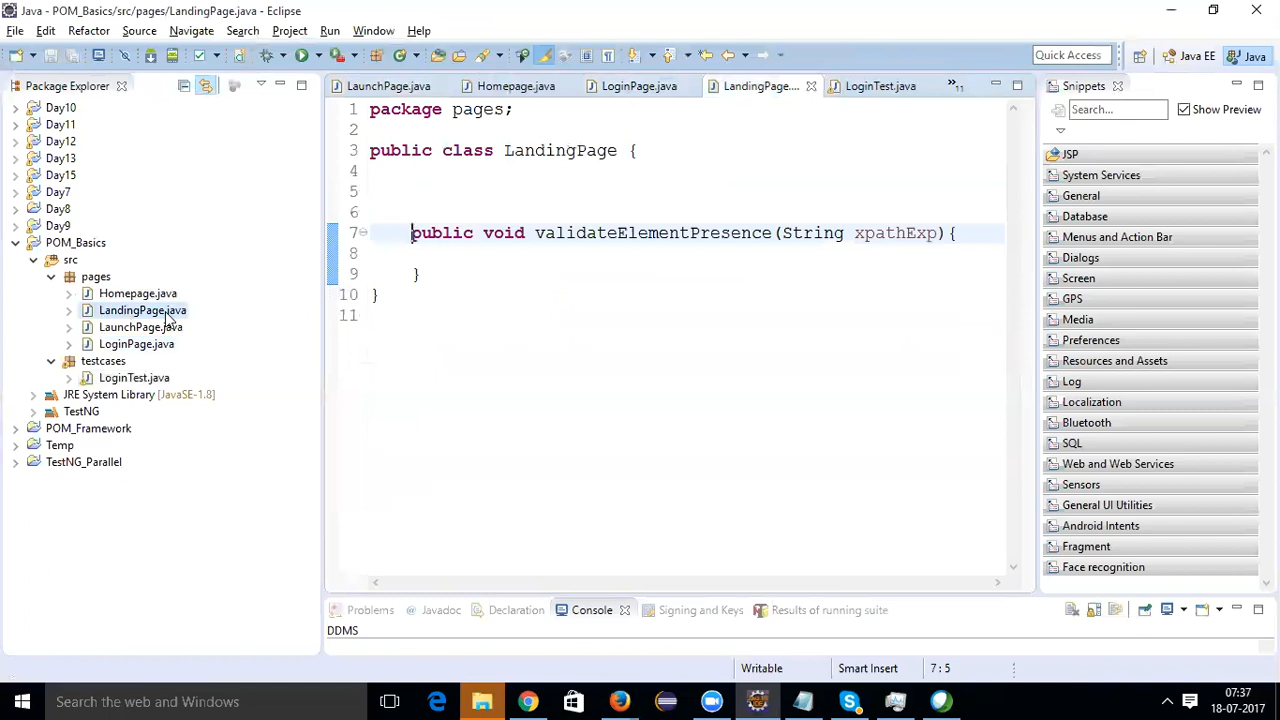 Java - POM_Basics/src/pages/LandingPage.java - Eclipse
File Edit Refactor Source Navigate Search Project Run Window Help
Quick Access Java EE Java
Package Explorer
Day10
Day11
Day12
Day13
Day15
Day7
Day8
Day9
POM_Basics
src
pages
Homepage.java
LandingPage.java
LaunchPage.java
LoginPage.java
testcases
LoginTest.java
JRE System Library [JavaSE-1.8]
TestNG
POM_Framework
Temp
TestNG_Parallel
LaunchPage.java Homepage.java LoginPage.java LandingPage.... LoginTest.java »11
1 package pages;
2
3 public class LandingPage {
4
5
6
7 public void validateElementPresence(String xpathExp){
8
9 }
10 }
11
Snippets
Search... Show Preview
JSP
System Services
General
Database
Menus and Action Bar
Dialogs
Screen
GPS
Media
Preferences
Resources and Assets
Log
Localization
Bluetooth
SQL
Web and Web Services
Sensors
General UI Utilities
Android Intents
Fragment
Face recognition
Problems Javadoc Declaration Console Signing and Keys Results of running suite
DDMS
Writable Smart Insert 7 : 5
Search the web and Windows
07:37
18-07-2017